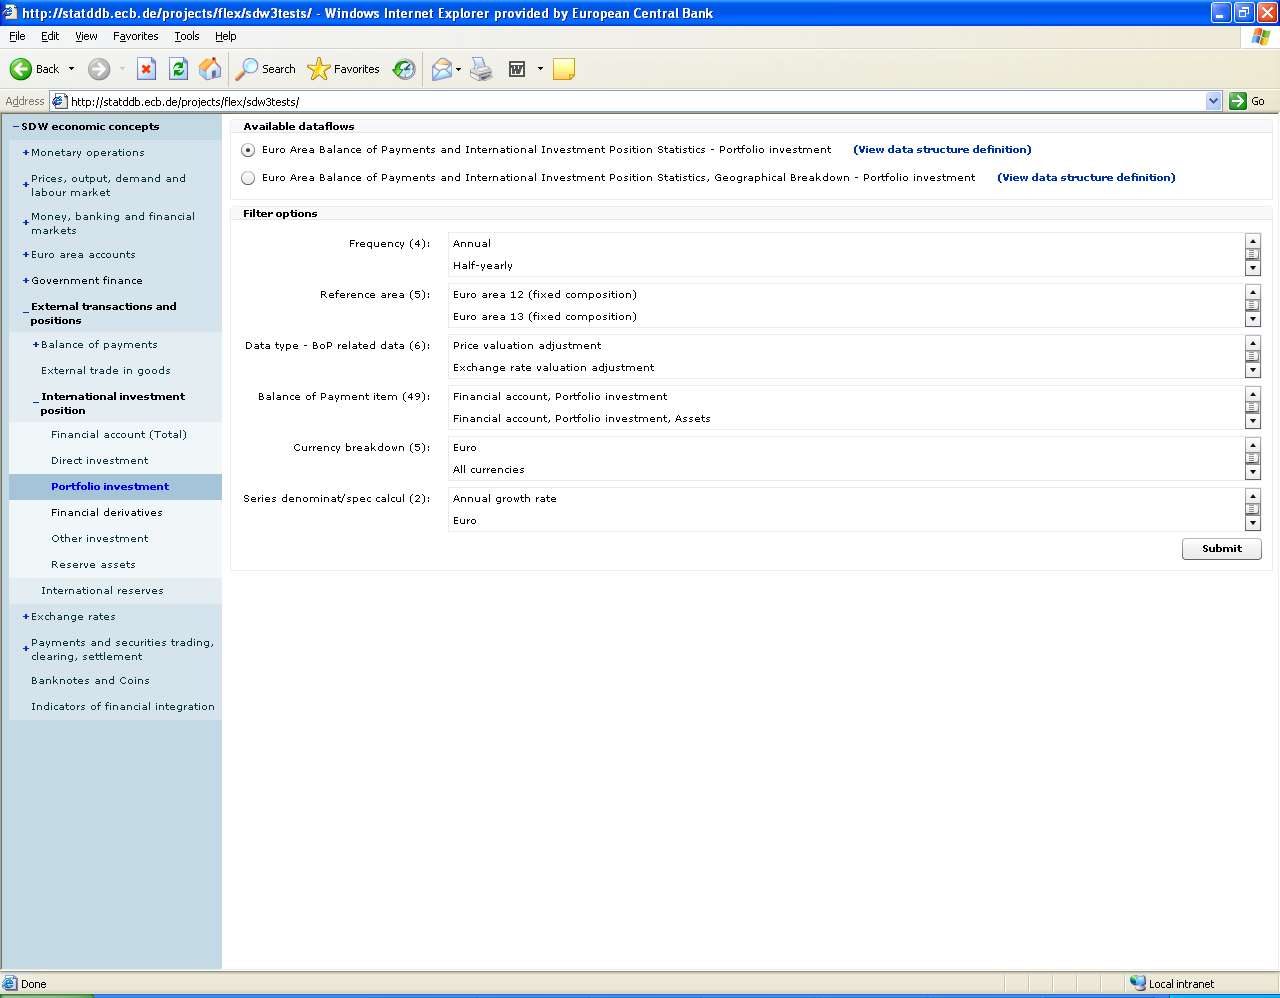 http://statddb.ecb.de/projects/flex/sdw3tests/ - Windows Internet Explorer provided by European Central Bank
File Edit View Favorites Tools Help
Back Search Favorites
Address http://statddb.ecb.de/projects/flex/sdw3tests/ Go
SDW economic concepts
Monetary operations
Prices, output, demand and
labour market
Money, banking and financial
markets
Euro area accounts
Government finance
External transactions and
positions
Balance of payments
External trade in goods
International investment
position
Financial account (Total)
Direct investment
Portfolio investment
Financial derivatives
Other investment
Reserve assets
International reserves
Exchange rates
Payments and securities trading,
clearing, settlement
Banknotes and Coins
Indicators of financial integration
Available dataflows
Euro Area Balance of Payments and International Investment Position Statistics - Portfolio investment (View data structure definition)
Euro Area Balance of Payments and International Investment Position Statistics, Geographical Breakdown - Portfolio investment (View data structure definition)
Filter options
Frequency (4): Annual
Half-yearly
Reference area (5): Euro area 12 (fixed composition)
Euro area 13 (fixed composition)
Data type - BoP related data (6): Price valuation adjustment
Exchange rate valuation adjustment
Balance of Payment item (49): Financial account, Portfolio investment
Financial account, Portfolio investment, Assets
Currency breakdown (5): Euro
All currencies
Series denominat/spec calcul (2): Annual growth rate
Euro
Submit
Done Local intranet